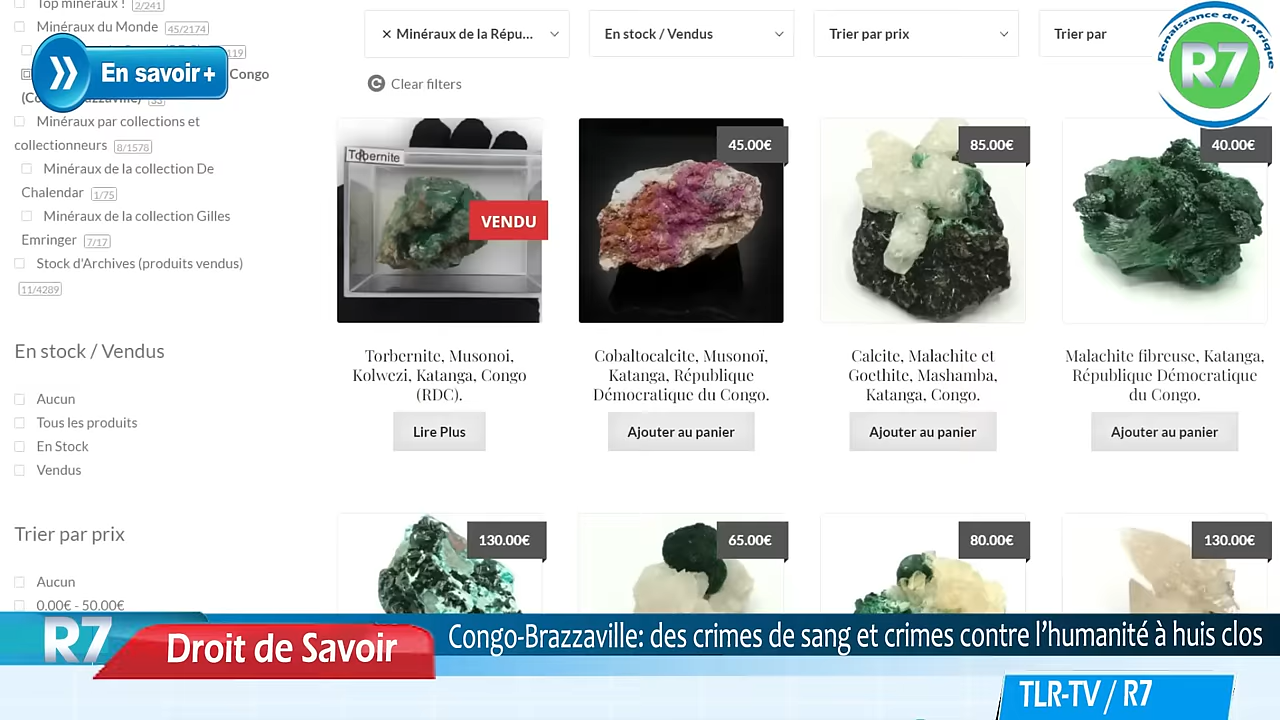 Top minéraux ! 2/241
Minéraux du Monde 45/2174
119
Congo
En savoir+
33
Minéraux par collections et
collectionneurs 8/1578
Minéraux de la collection De
Chalendar 1/75
Minéraux de la collection Gilles
Emringer 7/17
Stock d'Archives (produits vendus)
11/4289
En stock / Vendus
Aucun
Tous les produits
En Stock
Vendus
Trier par prix
Aucun
0.00€ - 50.00€
× Minéraux de la Répu...
En stock / Vendus
Trier par prix
Trier par
Clear filters
Renaissance de l'Afrique
R7
Torbernite
VENDU
45.00€
85.00€
40.00€
Torbernite, Musonoi,
Kolwezi, Katanga, Congo
(RDC).
Lire Plus
Cobaltocalcite, Musonoï,
Katanga, République
Démocratique du Congo.
Ajouter au panier
Calcite, Malachite et
Goethite, Mashamba,
Katanga, Congo.
Ajouter au panier
Malachite fibreuse, Katanga,
République Démocratique
du Congo.
Ajouter au panier
130.00€
65.00€
80.00€
130.00€
R7
Droit de Savoir
Congo-Brazzaville: des crimes de sang et crimes contre l'humanité à huis clos
TLR-TV / R7